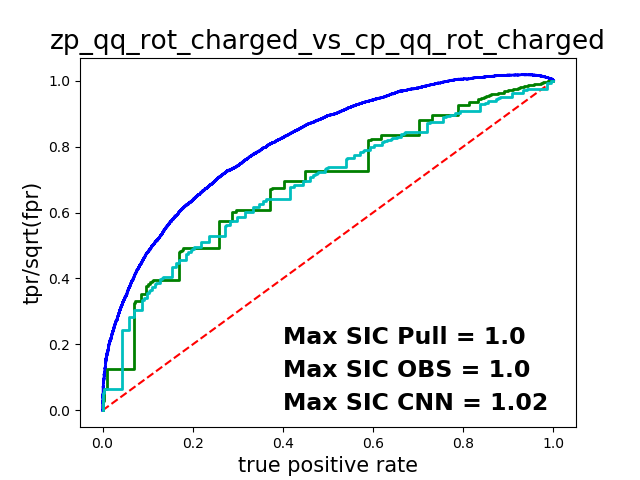 zp_qq_rot_charged_vs_cp_qq_rot_charged
tpr/sqrt(fpr)
1.0
0.8
0.6
0.4
0.2
0.0
Max SIC Pull = 1.0
Max SIC OBS = 1.0
Max SIC CNN = 1.02
0.0 0.2 0.4 0.6 0.8 1.0
true positive rate